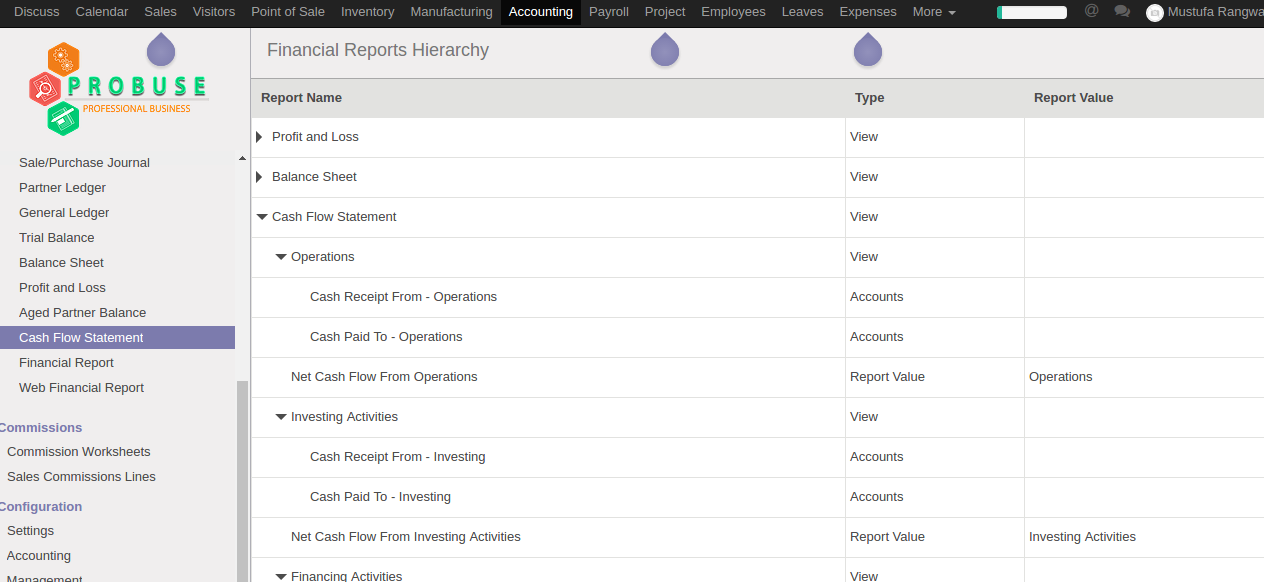 Discuss Calendar Sales Visitors Point of Sale Inventory Manufacturing Accounting Payroll Project Employees Leaves Expenses More @ Mustufa Rangwa
PROBUSE
PROFESSIONAL BUSINESS
Sale/Purchase Journal
Partner Ledger
General Ledger
Trial Balance
Balance Sheet
Profit and Loss
Aged Partner Balance
Cash Flow Statement
Financial Report
Web Financial Report
Commissions
Commission Worksheets
Sales Commissions Lines
Configuration
Settings
Accounting
Management
Financial Reports Hierarchy
Report Name Type Report Value
Profit and Loss View
Balance Sheet View
Cash Flow Statement View
Operations View
Cash Receipt From - Operations Accounts
Cash Paid To - Operations Accounts
Net Cash Flow From Operations Report Value Operations
Investing Activities View
Cash Receipt From - Investing Accounts
Cash Paid To - Investing Accounts
Net Cash Flow From Investing Activities Report Value Investing Activities
Financing Activities View